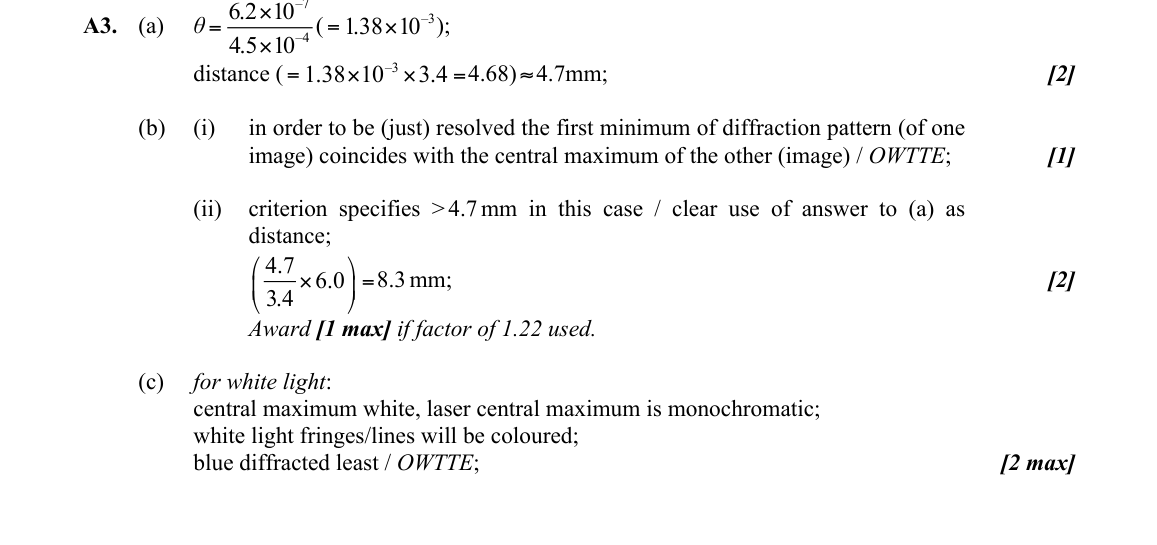 A3. (a) θ = 6.2×10⁻⁷ / 4.5×10⁻⁴ (= 1.38×10⁻³);
distance (= 1.38×10⁻³ ×3.4 =4.68)≈4.7mm; [2]
(b) (i) in order to be (just) resolved the first minimum of diffraction pattern (of one
image) coincides with the central maximum of the other (image) / OWTTE; [1]
(ii) criterion specifies >4.7 mm in this case / clear use of answer to (a) as
distance;
(4.7 / 3.4 ×6.0) =8.3 mm; [2]
Award [1 max] if factor of 1.22 used.
(c) for white light:
central maximum white, laser central maximum is monochromatic;
white light fringes/lines will be coloured;
blue diffracted least / OWTTE; [2 max]